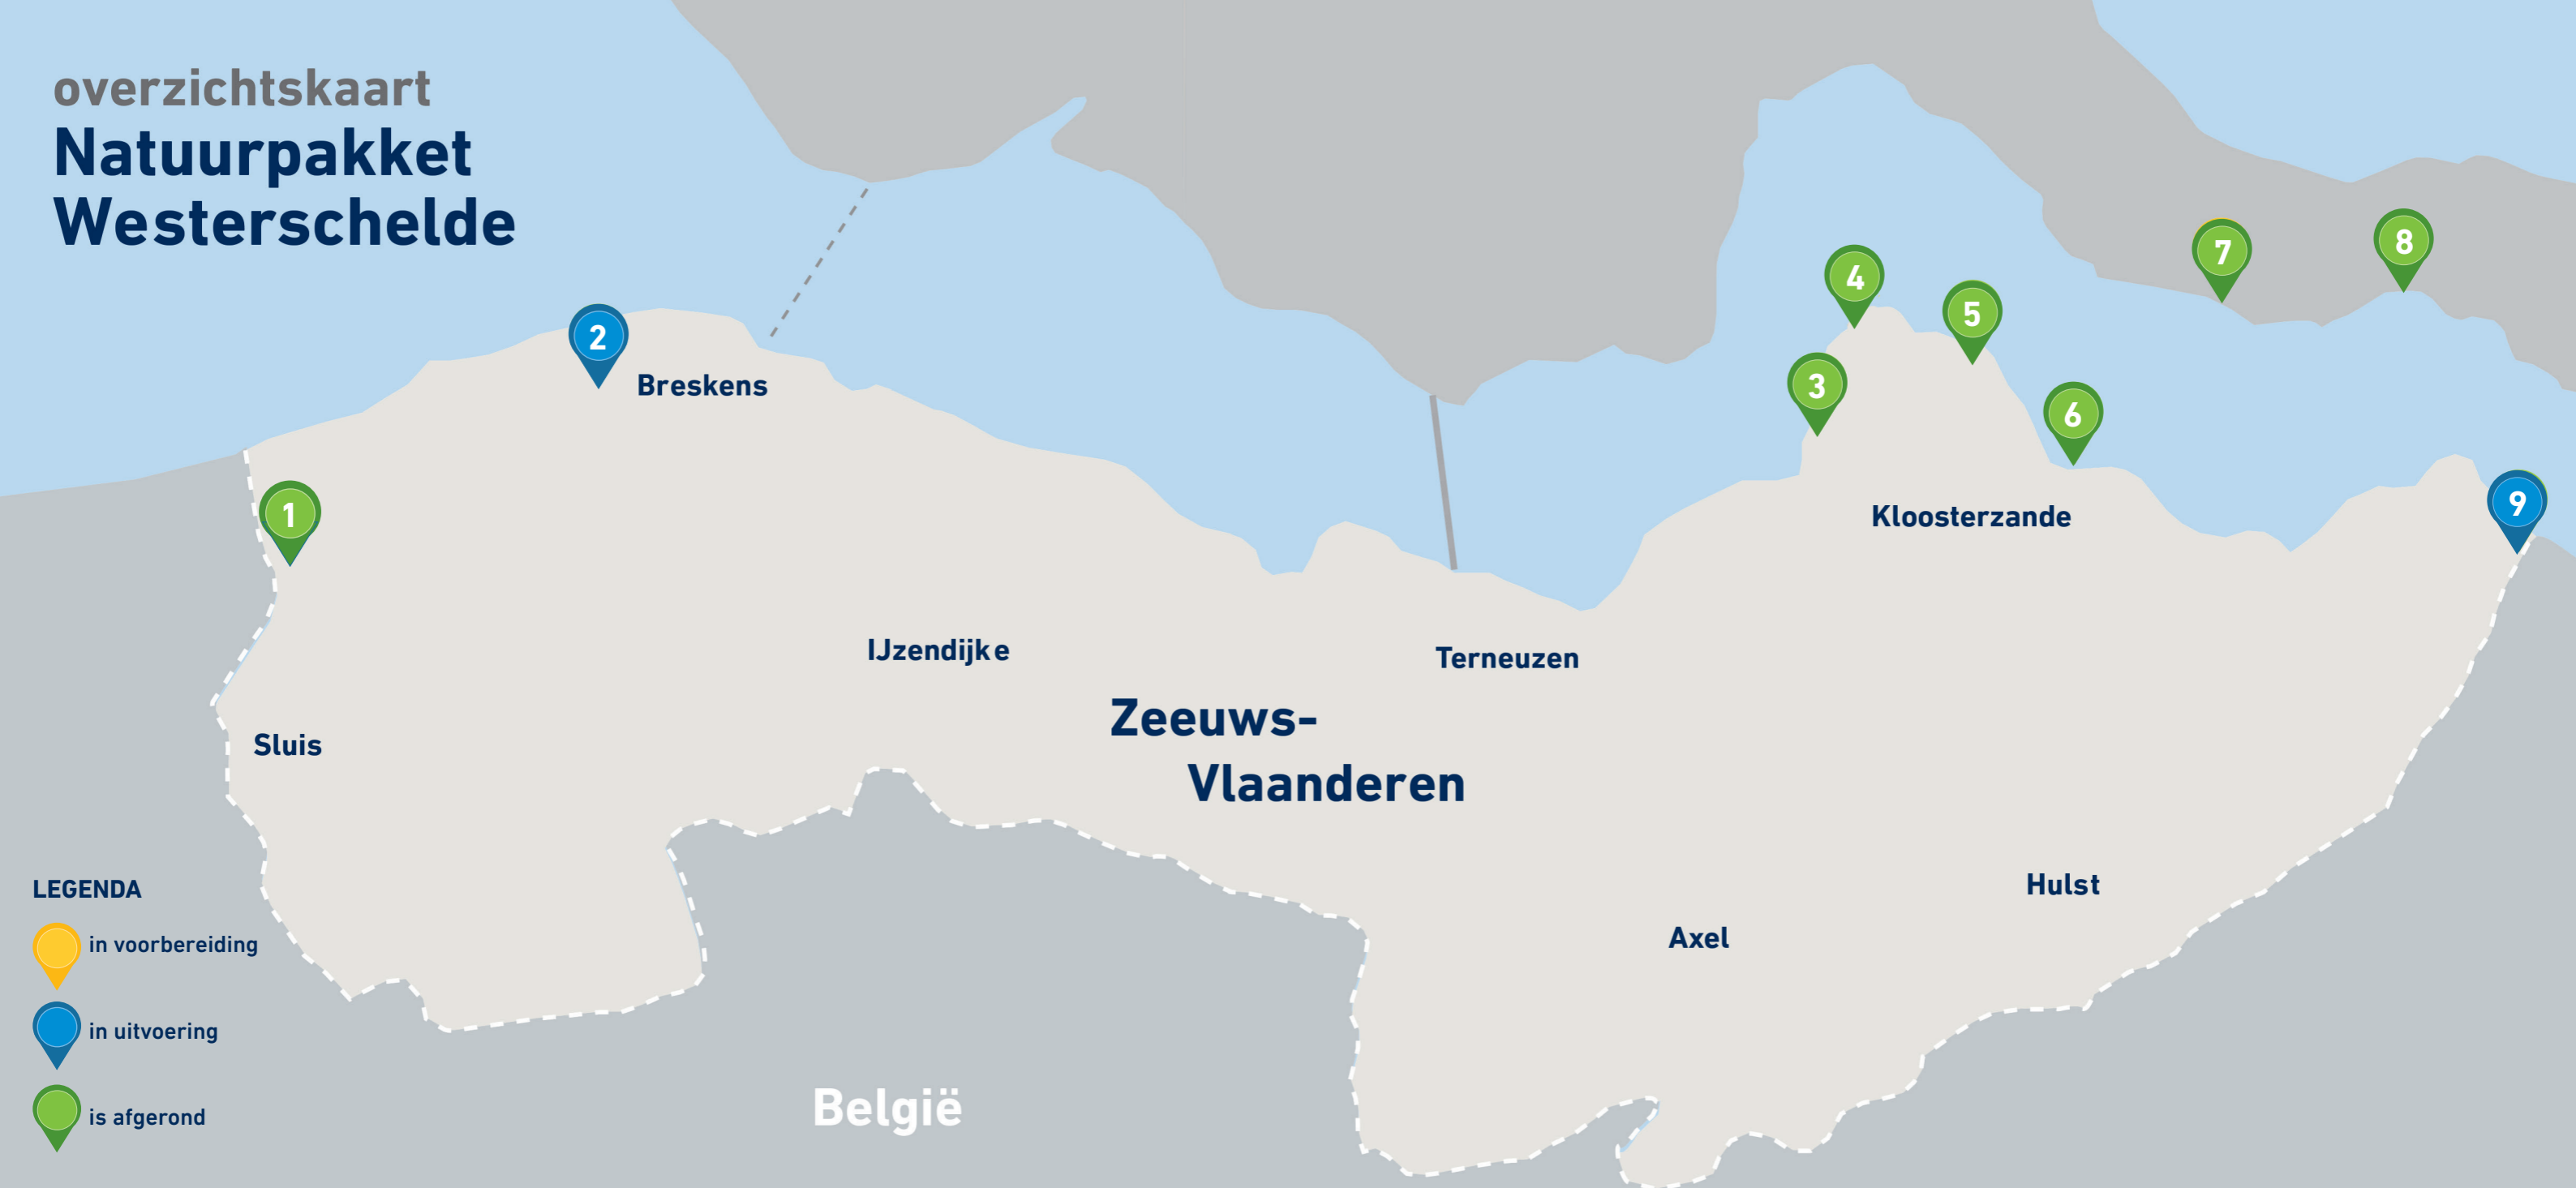 overzichtskaart
Natuurpakket
Westerschelde
4
8
7
5
2
3
Breskens
6
9
1
Kloosterzande
IJzendijke
Terneuzen
Zeeuws-
Vlaanderen
Sluis
Hulst
Axel
België
LEGENDA
in voorbereiding
in uitvoering
is afgerond